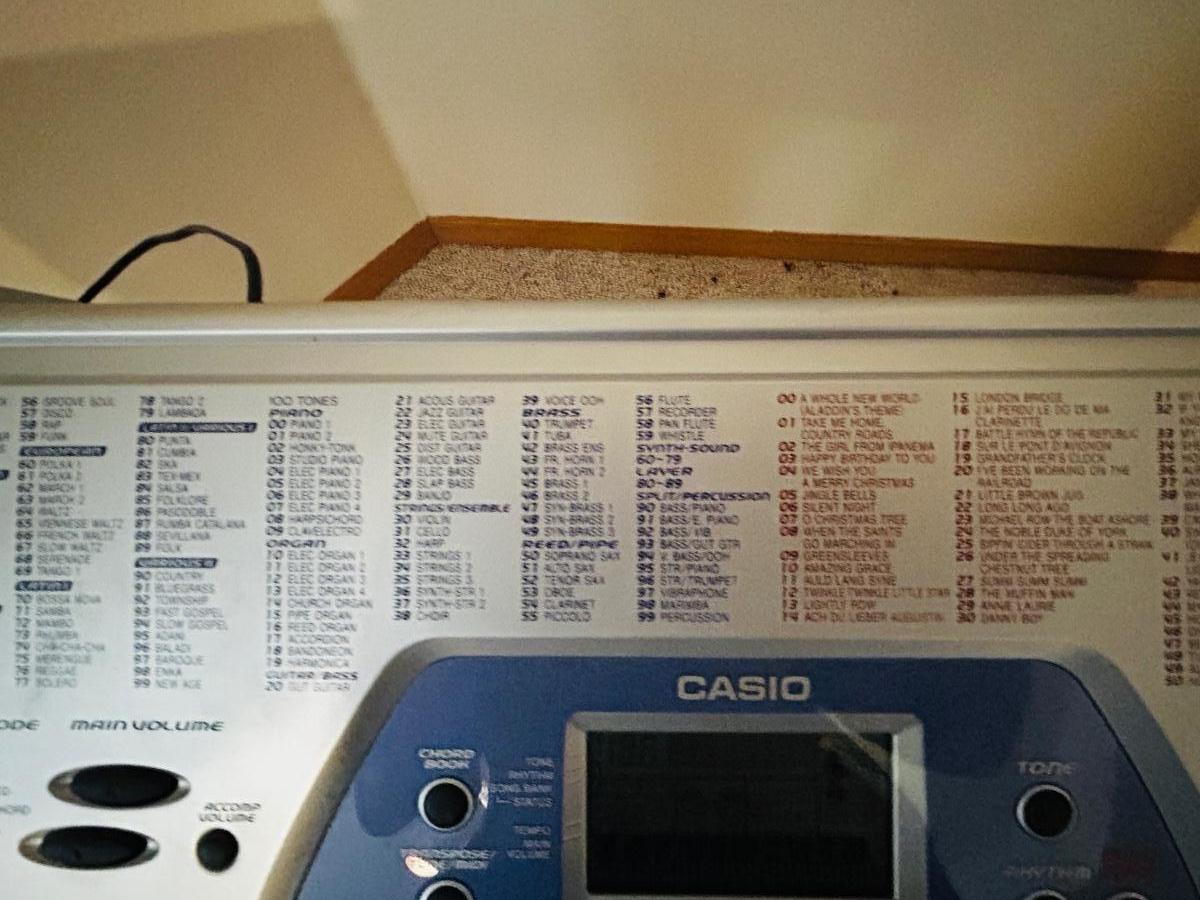 56 GROOVE SOUL
57 DISCO
58 RAP
59 FUNK
EUROPEAN
60 POLKA 1
61 POLKA 2
62 MARCH 1
63 MARCH 2
64 WALTZ
65 VIENNESE WALTZ
66 FRENCH WALTZ
67 SLOW WALTZ
68 SERENADE
69 TANGO 1
LATIN I
70 BOSSA NOVA
71 SAMBA
72 MAMBO
73 RHUMBA
74 CHA-CHA-CHA
75 MERENGUE
76 REGGAE
77 BOLERO
78 TANGO 2
79 LAMBADA
LATIN II/VARIOUS I
80 PUNTA
81 CUMBIA
82 SKA
83 TEX-MEX
84 SALSA
85 FOLKLORE
86 PASODOBLE
87 RUMBA CATALANA
88 SEVILLANA
89 FOLK
VARIOUS II
90 COUNTRY
91 BLUEGRASS
92 TOWNSHIP
93 FAST GOSPEL
94 SLOW GOSPEL
95 ADANI
96 BALADI
97 BAROQUE
98 ENKA
99 NEW AGE
100 TONES
PIANO
00 PIANO 1
01 PIANO 2
02 HONKY-TONK
03 STUDIO PIANO
04 ELEC PIANO 1
05 ELEC PIANO 2
06 ELEC PIANO 3
07 ELEC PIANO 4
08 HARPSICHORD
09 CLAVI ELECTRO
ORGAN
10 ELEC ORGAN 1
11 ELEC ORGAN 2
12 ELEC ORGAN 3
13 ELEC ORGAN 4
14 CHURCH ORGAN
15 PIPE ORGAN
16 REED ORGAN
17 ACCORDION
18 BANDONEON
19 HARMONICA
GUITAR/BASS
20 GUT GUITAR
21 ACOUS GUITAR
22 JAZZ GUITAR
23 ELEC GUITAR
24 MUTE GUITAR
25 DIST GUITAR
26 WOOD BASS
27 ELEC BASS
28 SLAP BASS
29 BANJO
STRINGS/ENSEMBLE
30 VIOLIN
31 CELLO
32 HARP
33 STRINGS 1
34 STRINGS 2
35 STRINGS 3
36 SYNTH-STR 1
37 SYNTH-STR 2
38 CHOIR
39 VOICE OOH
BRASS
40 TRUMPET
41 TUBA
42 BRASS ENS
43 FR. HORN 1
44 FR. HORN 2
45 BRASS 1
46 BRASS 2
47 SYN-BRASS 1
48 SYN-BRASS 2
49 SYN-BRASS 3
REED/PIPE
50 SOPRANO SAX
51 ALTO SAX
52 TENOR SAX
53 OBOE
54 CLARINET
55 PICCOLO
56 FLUTE
57 RECORDER
58 PAN FLUTE
59 WHISTLE
SYNTH-SOUND
60-79
LAYER
80-89
SPLIT/PERCUSSION
90 BASS/PIANO
91 BASS/E. PIANO
92 BASS/VIB
93 BASS/GUT GTR
94 V BASS/OOH
95 STR/PIANO
96 STR/TRUMPET
97 VIBRAPHONE
98 MARIMBA
99 PERCUSSION
00 A WHOLE NEW WORLD
(ALADDIN'S THEME)
01 TAKE ME HOME,
COUNTRY ROADS
02 THE GIRL FROM IPANEMA
03 HAPPY BIRTHDAY TO YOU
04 WE WISH YOU
A MERRY CHRISTMAS
05 JINGLE BELLS
06 SILENT NIGHT
07 O CHRISTMAS TREE
08 WHEN THE SAINTS
GO MARCHING IN
09 GREENSLEEVES
10 AMAZING GRACE
11 AULD LANG SYNE
12 TWINKLE TWINKLE LITTLE STAR
13 LIGHTLY ROW
14 ACH DU LIEBER AUGUSTIN
15 LONDON BRIDGE
16 J'AI PERDU LE DO DE MA
CLARINETTE
17 BATTLE HYMN OF THE REPUBLIC
18 SUR LE PONT D'AVIGNON
19 GRANDFATHER'S CLOCK
20 I'VE BEEN WORKING ON THE
RAILROAD
21 LITTLE BROWN JUG
22 LONG LONG AGO
23 MICHAEL ROW THE BOAT ASHORE
24 THE NOBLE DUKE OF YORK
25 SIPPIN' CIDER THROUGH A STRAW
26 UNDER THE SPREADING
CHESTNUT TREE
27 SUMM SUMM SUMM!
28 THE MUFFIN MAN
29 ANNIE LAURIE
30 DANNY BOY
MAIN VOLUME
ACCOMP
VOLUME
CASIO
CHORD
BOOK
TONE
RHYTHM
SONG BANK
STATUS
TEMPO
MAIN
VOLUME
TRANSPOSE/
TONE
RHYTHM